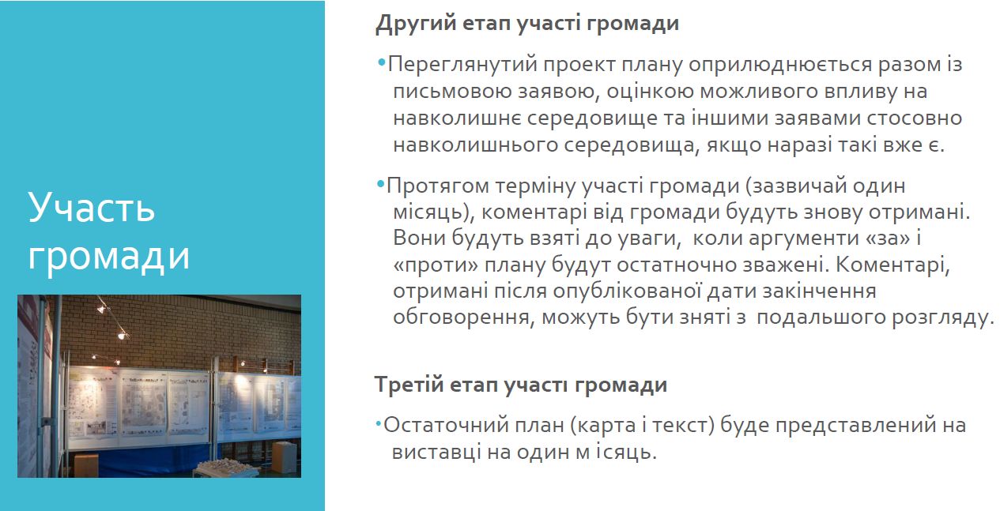 Участь
громади
Другий етап участі громади
•Переглянутий проект плану оприлюднюється разом із
письмовою заявою, оцінкою можливого впливу на
навколишнє середовище та іншими заявами стосовно
навколишнього середовища, якщо наразі такі вже є.
•Протягом терміну участі громади (зазвичай один
місяць), коментарі від громади будуть знову отримані.
Вони будуть взяті до уваги,  коли аргументи «за» і
«проти» плану будут остаточно зважені. Коментарі,
отримані після опублікованої дати закінчення
обговорення, можуть бути зняті з  подальшого розгляду.
Третій етап участı громади
•Остаточний план (карта і текст) буде представлений на
виставці на один м ісяць.